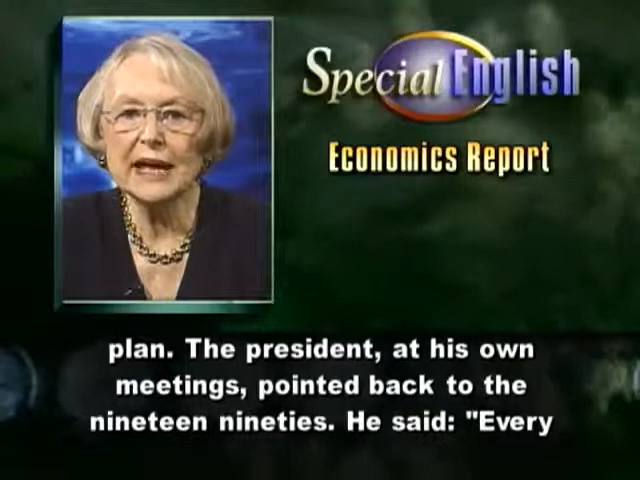 Special English
Economics Report
plan. The president, at his own
meetings, pointed back to the
nineteen nineties. He said: "Every